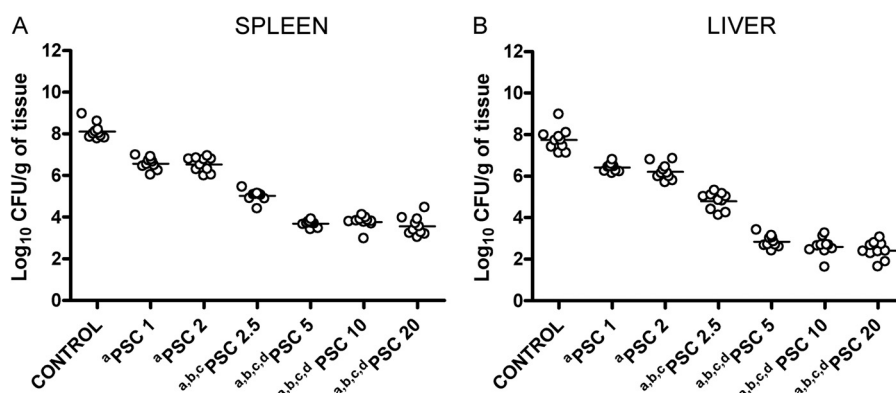 A
SPLEEN
Log10 CFU/g of tissue
12
10
8
6
4
2
0
CONTROL
aPSC 1
aPSC 2
a,b,cPSC 2.5
a,b,c,dPSC 5
a,b,c,d PSC 10
a,b,c,dPSC 20
B
LIVER
Log10 CFU/g of tissue
12
10
8
6
4
2
0
CONTROL
aPSC 1
aPSC 2
a,b,cPSC 2.5
a,b,c,dPSC 5
a,b,c,d PSC 10
a,b,c,dPSC 20